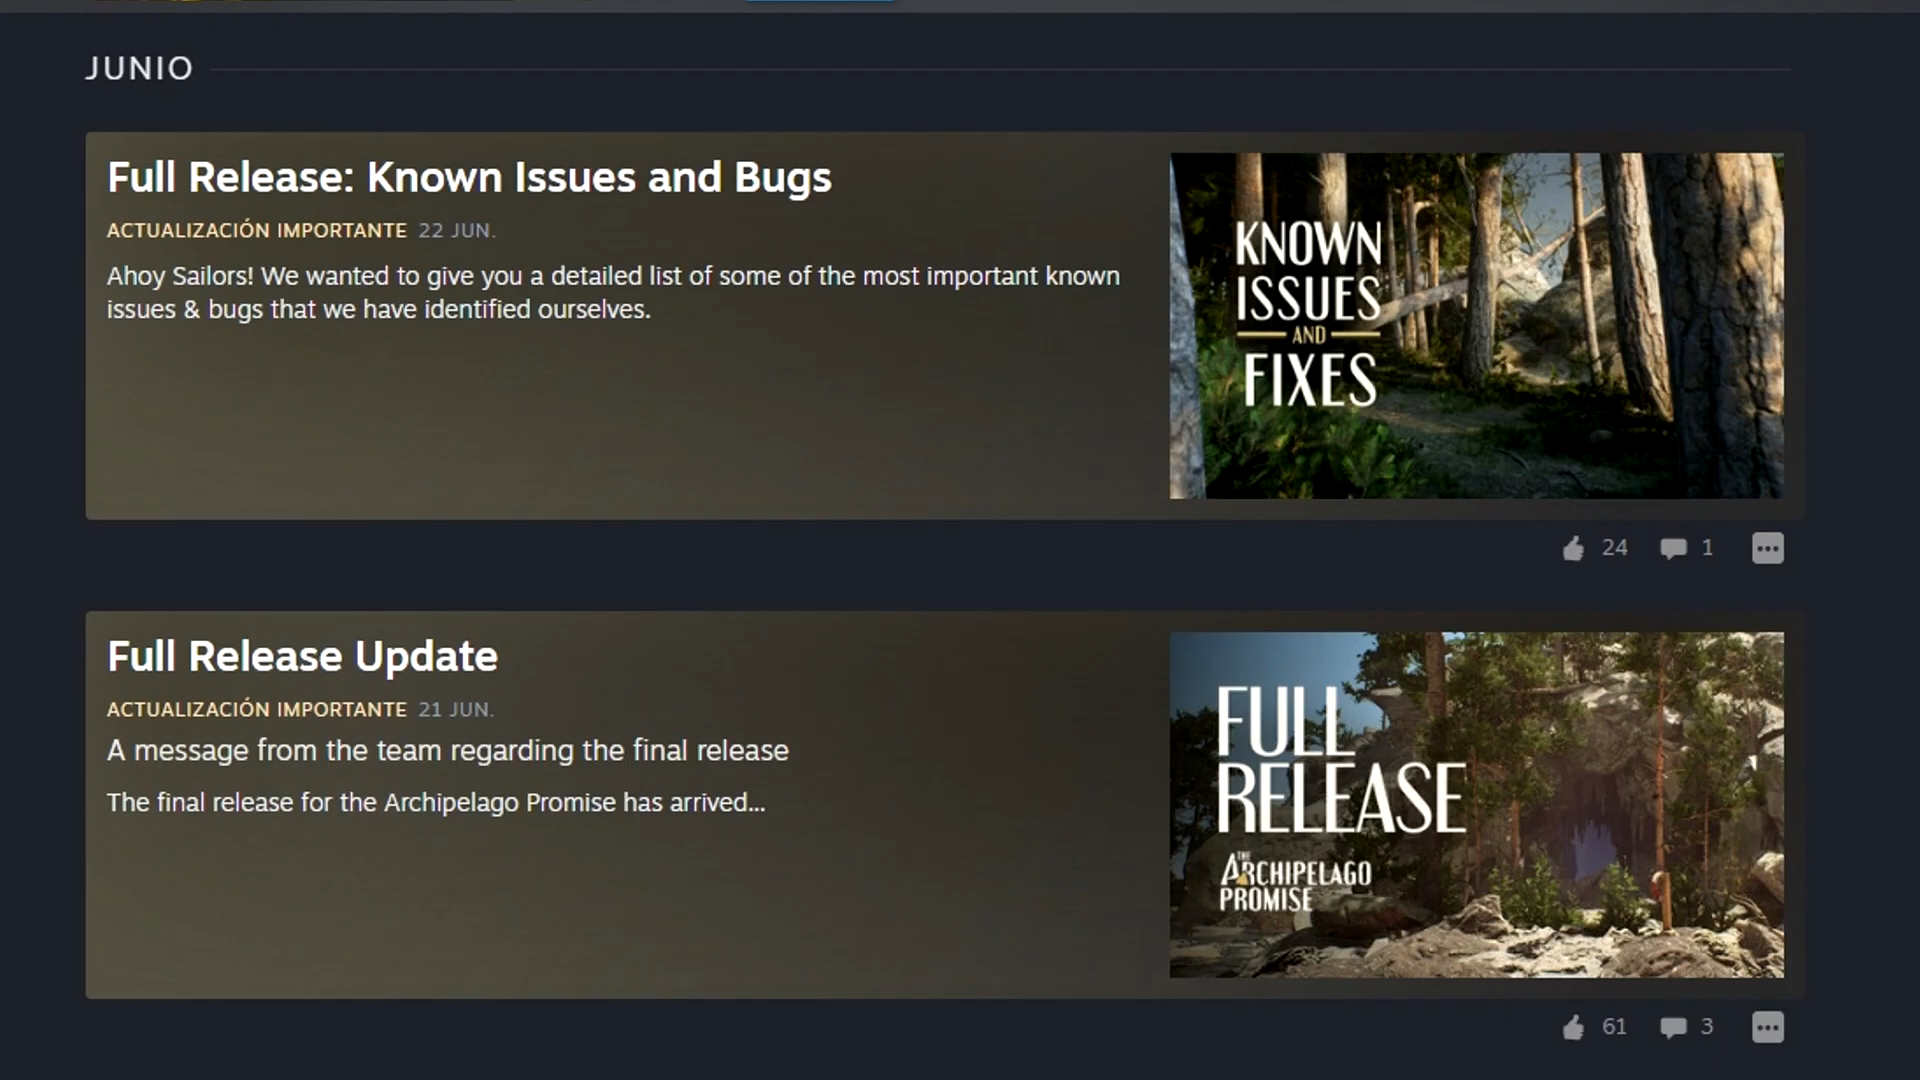 JUNIO
Full Release: Known Issues and Bugs
ACTUALIZACIÓN IMPORTANTE 22 JUN.
Ahoy Sailors! We wanted to give you a detailed list of some of the most important known
issues & bugs that we have identified ourselves.
KNOWN
ISSUES
AND
FIXES
24 1
Full Release Update
ACTUALIZACIÓN IMPORTANTE 21 JUN.
A message from the team regarding the final release
The final release for the Archipelago Promise has arrived...
FULL
RELEASE
THE
ARCHIPELAGO
PROMISE
61 3